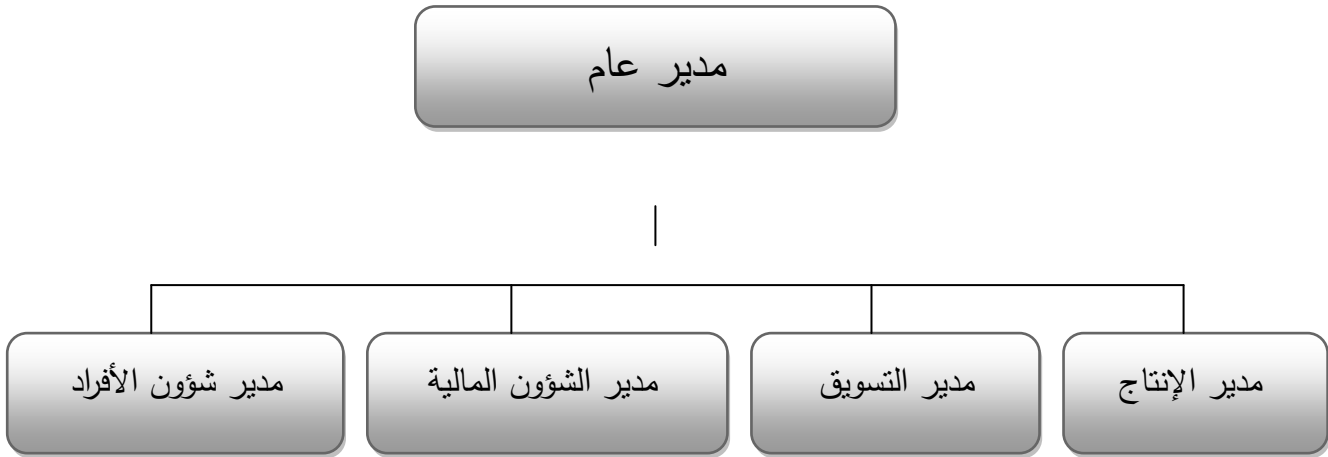 مدير عام
مدير الإنتاج
مدير التسويق
مدير الشؤون المالية
مدير شؤون الأفراد